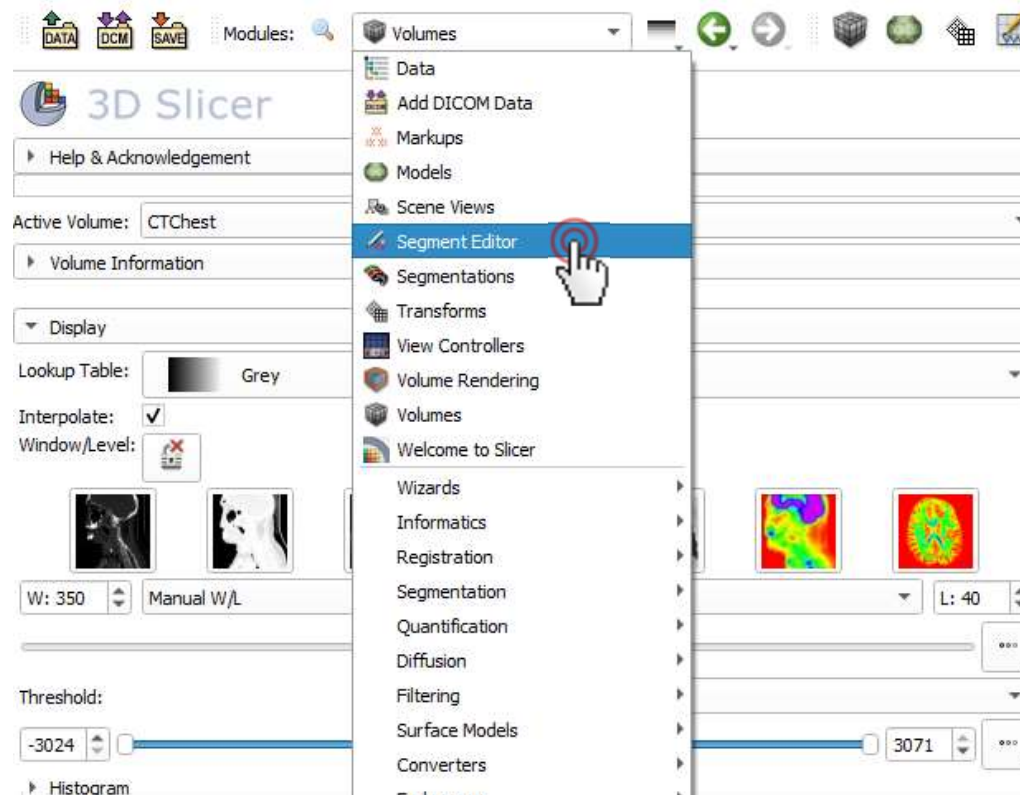 DATA DCM SAVE Modules: Volumes
3D Slicer
Help & Acknowledgement
Active Volume: CTChest
Volume Information
Display
Lookup Table: Grey
Interpolate:
Window/Level:
W: 350 Manual W/L L: 40
Threshold:
-3024 3071
Histogram
Data
Add DICOM Data
Markups
Models
Scene Views
Segment Editor
Segmentations
Transforms
View Controllers
Volume Rendering
Volumes
Welcome to Slicer
Wizards
Informatics
Registration
Segmentation
Quantification
Diffusion
Filtering
Surface Models
Converters